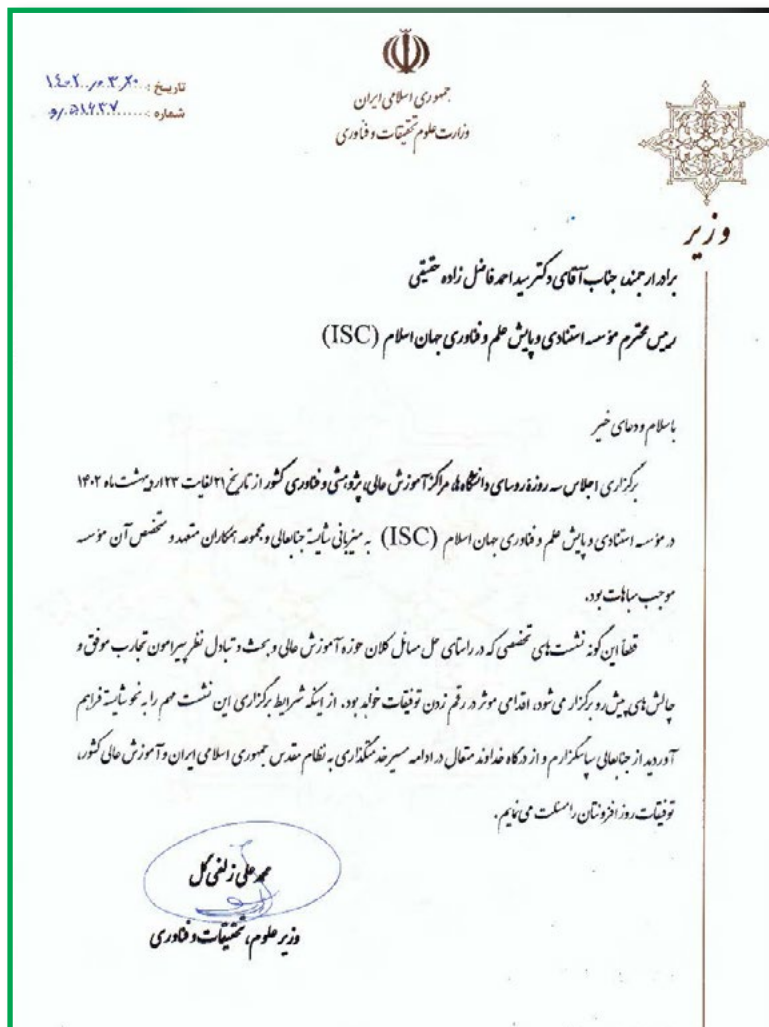 جمهوری اسلامی ایران
وزارت علوم تحقیقات و فناوری
تاریخ : ۱۴۰۲/۰۳/۲۰
شماره :
وزیر
برادر ارجمند، جناب آقای دکتر سید احمد فاضل زاده حقیقی
رییس محترم مؤسسه استنادی و پایش علم و فناوری جهان اسلام (ISC)
باسلام و دعای خیر
برگزاری اجلاس سه روزهٔ روسای دانشگاه‌ها، مراکز آموزش عالی، پژوهشی و فناوری کشور از تاریخ ۲۱ لغایت ۲۳ اردیبهشت ماه ۱۴۰۲
در مؤسسه استنادی و پایش علم و فناوری جهان اسلام (ISC) به میزبانی شایسته جنابعالی و مجموعه همکاران متعهد و متخصص آن مؤسسه
موجب مباهات بود.
قطعاً این گونه نشست‌های تخصصی که در راستای حل مسائل کلان حوزه آموزش عالی و بحث و تبادل نظر پیرامون تجارب موفق و
چالش‌های پیش رو برگزار می‌شود، اقدامی موثر در رقم زدن توفیقات خواهد بود. از اینکه شرایط برگزاری این نشست مهم را به نحو شایسته فراهم
آوردید از جنابعالی سپاسگزارم و از درگاه خداوند متعال در ادامه مسیر خدمتگذاری به نظام مقدس جمهوری اسلامی ایران و آموزش عالی کشور،
توفیقات روز افزونتان را مسئلت می‌نمایم.
محمد علی زلفی گل
وزیر علوم، تحقیقات و فناوری